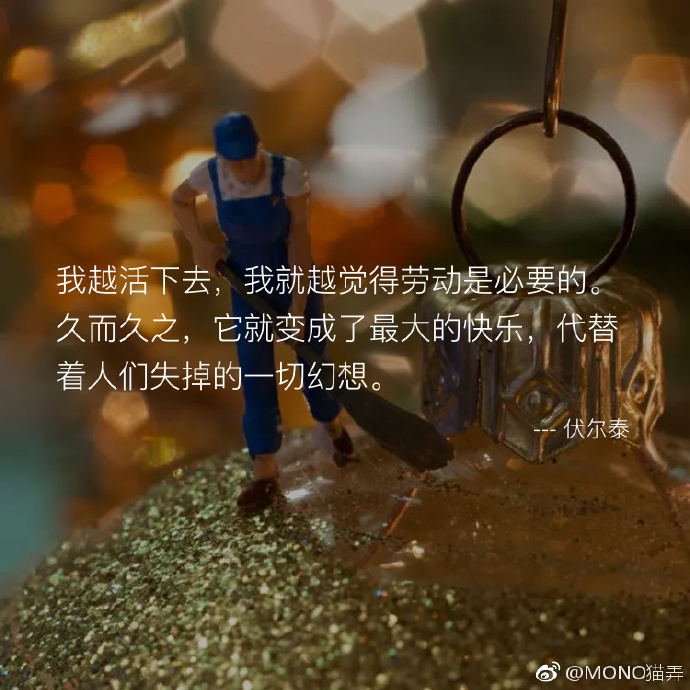 我越活下去，我就越觉得劳动是必要的。
久而久之，它就变成了最大的快乐，代替
着人们失掉的一切幻想。
--- 伏尔泰
@MONO猫弄